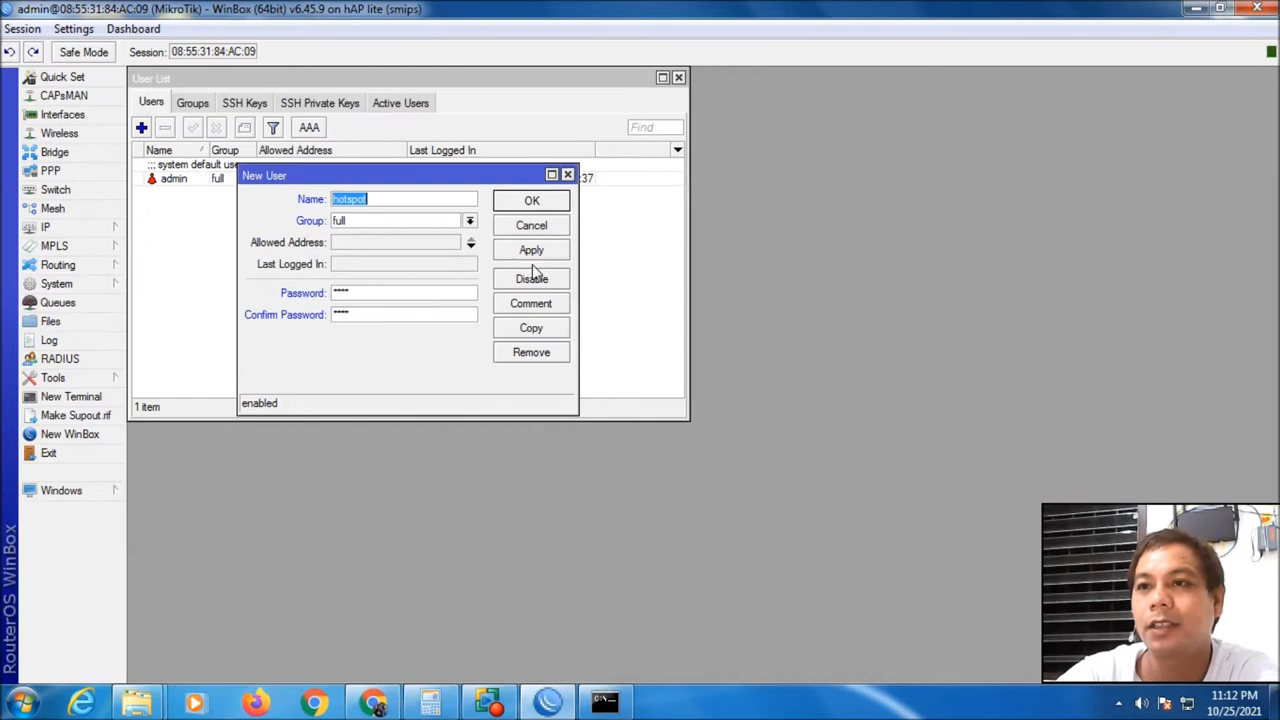 admin@08:55:31:84:AC:09 (MikroTik) - WinBox (64bit) v6.45.9 on hAP lite (smips)
Session Settings Dashboard
Safe Mode Session: 08:55:31:84:AC:09
Quick Set
CAPsMAN
Interfaces
Wireless
Bridge
PPP
Switch
Mesh
IP
MPLS
Routing
System
Queues
Files
Log
RADIUS
Tools
New Terminal
Make Supout.rif
New WinBox
Exit
Windows
RouterOS WinBox
User List
Users Groups SSH Keys SSH Private Keys Active Users
AAA Find
Name Group Allowed Address Last Logged In
;;; system default use
admin full :37
1 item
New User
Name: hotspot
Group: full
Allowed Address:
Last Logged In:
Password: ****
Confirm Password: ****
enabled
OK
Cancel
Apply
Disable
Comment
Copy
Remove
11:12 PM
10/25/2021